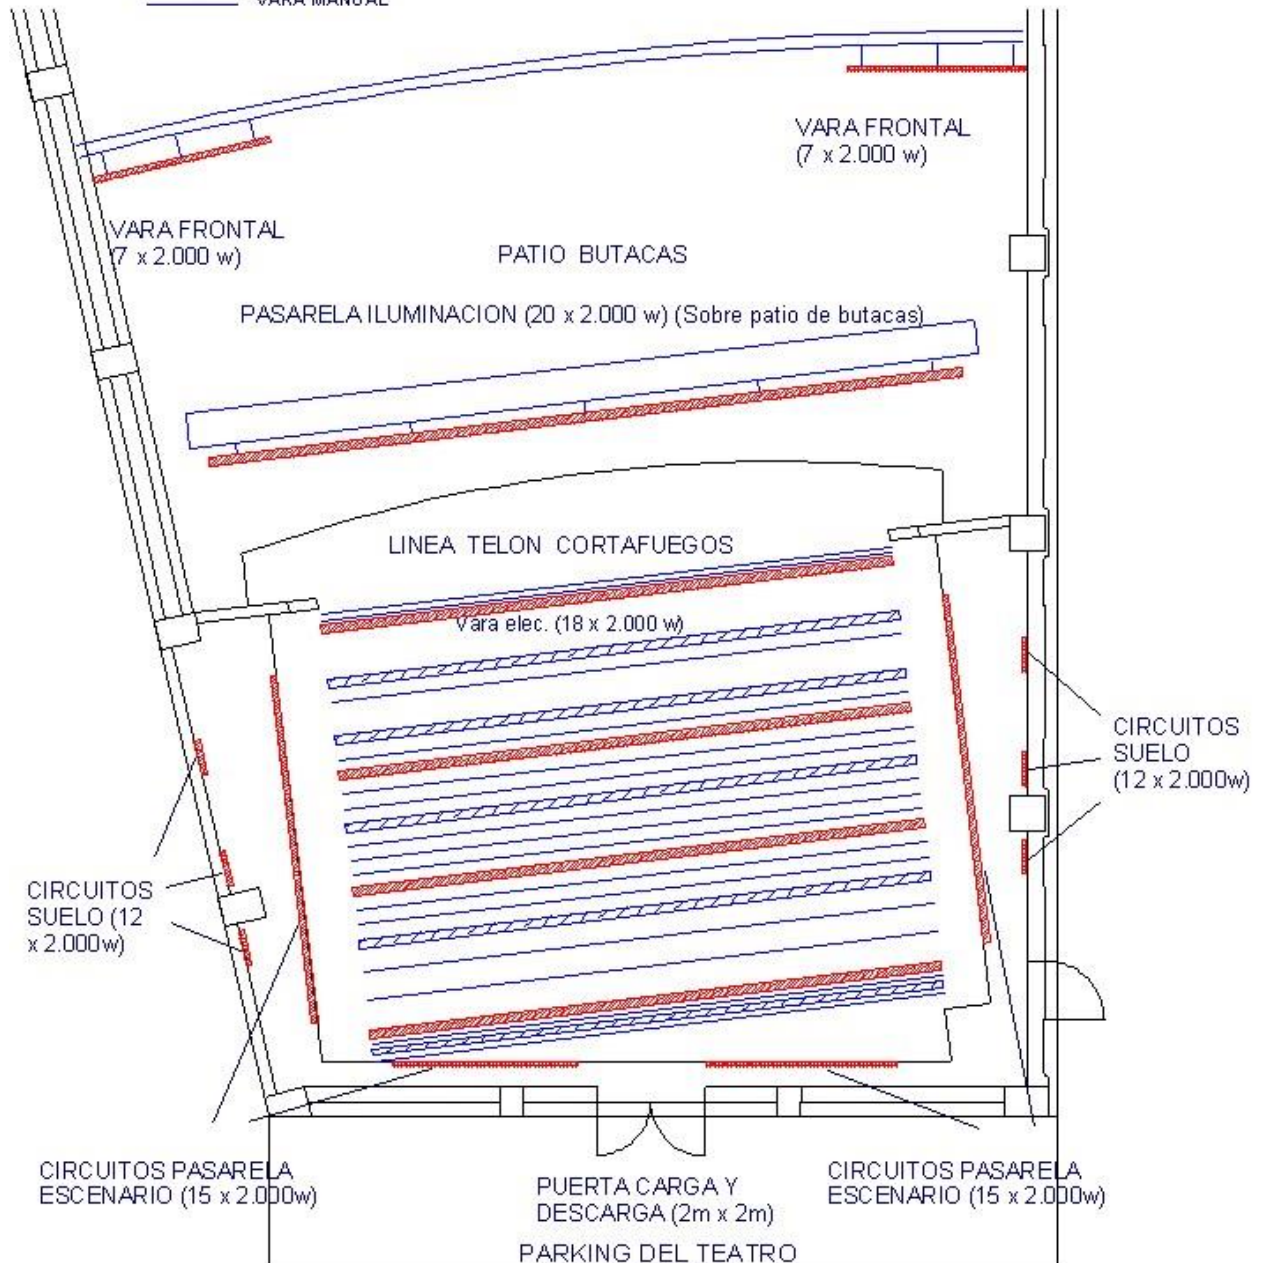 VARA MANUAL
VARA FRONTAL
(7 x 2.000 w)
VARA FRONTAL
(7 x 2.000 w)
PATIO BUTACAS
PASARELA ILUMINACION (20 x 2.000 w) (Sobre patio de butacas)
LINEA TELON CORTAFUEGOS
Vara elec. (18 x 2.000 w)
CIRCUITOS
SUELO
(12 x 2.000w)
CIRCUITOS
SUELO (12
x 2.000w)
CIRCUITOS PASARELA
ESCENARIO (15 x 2.000w)
PUERTA CARGA Y
DESCARGA (2m x 2m)
CIRCUITOS PASARELA
ESCENARIO (15 x 2.000w)
PARKING DEL TEATRO